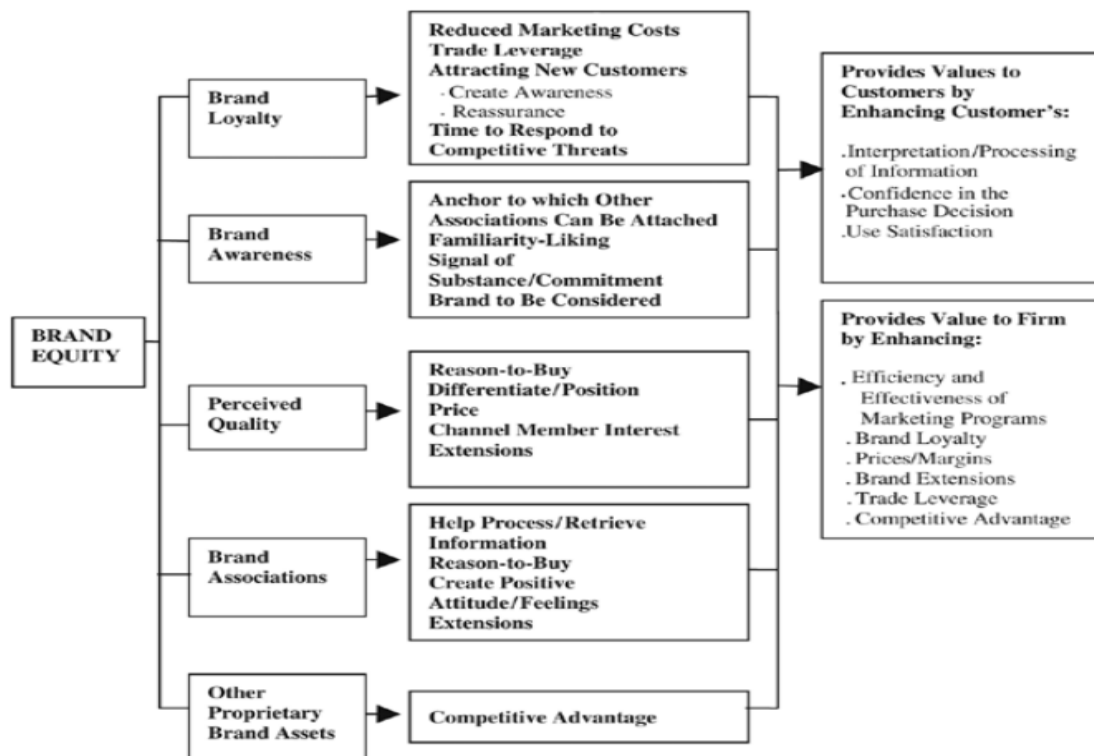 BRAND
EQUITY
Brand
Loyalty
Reduced Marketing Costs
Trade Leverage
Attracting New Customers
· Create Awareness
· Reassurance
Time to Respond to
Competitive Threats
Brand
Awareness
Anchor to which Other
Associations Can Be Attached
Familiarity-Liking
Signal of
Substance/Commitment
Brand to Be Considered
Perceived
Quality
Reason-to-Buy
Differentiate/Position
Price
Channel Member Interest
Extensions
Brand
Associations
Help Process/Retrieve
Information
Reason-to-Buy
Create Positive
Attitude/Feelings
Extensions
Other
Proprietary
Brand Assets
Competitive Advantage
Provides Values to
Customers by
Enhancing Customer's:
.Interpretation/Processing
of Information
.Confidence in the
Purchase Decision
.Use Satisfaction
Provides Value to Firm
by Enhancing:
. Efficiency and
Effectiveness of
Marketing Programs
. Brand Loyalty
. Prices/Margins
. Brand Extensions
. Trade Leverage
. Competitive Advantage